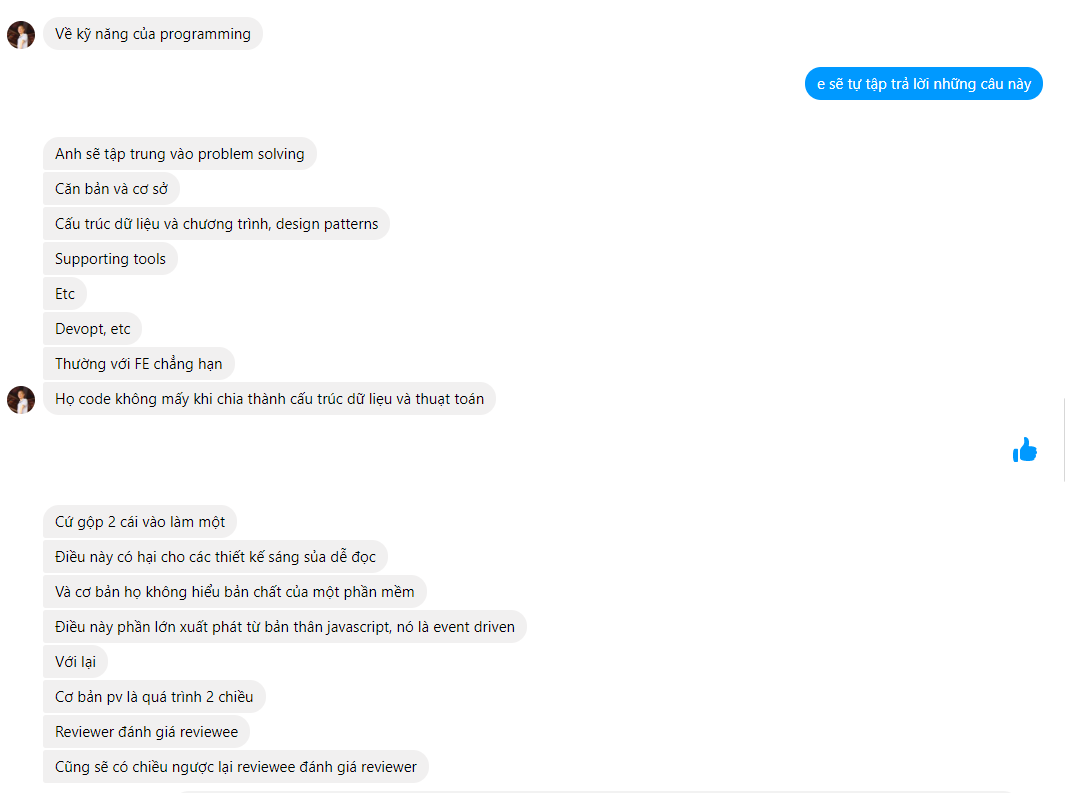 Về kỹ năng của programming
e sẽ tự tập trả lời những câu này
Anh sẽ tập trung vào problem solving
Căn bản và cơ sở
Cấu trúc dữ liệu và chương trình, design patterns
Supporting tools
Etc
Devopt, etc
Thường với FE chẳng hạn
Họ code không mấy khi chia thành cấu trúc dữ liẹu và thuạt toán
Cứ gộp 2 cái vào làm một
Điều này có hại cho các thiết kế sáng sủa dễ đọc
Và cơ bản họ không hiểu bản chất của một phần mềm
Điều này phần lớn xuất phát từ bản thân javascript, nó là event driven
Với lại
Cơ bản pv là quá trình 2 chiều
Reviewer đánh giá reviewee
Cũng sẽ có chiều ngược lại reviewee đánh giá reviewer